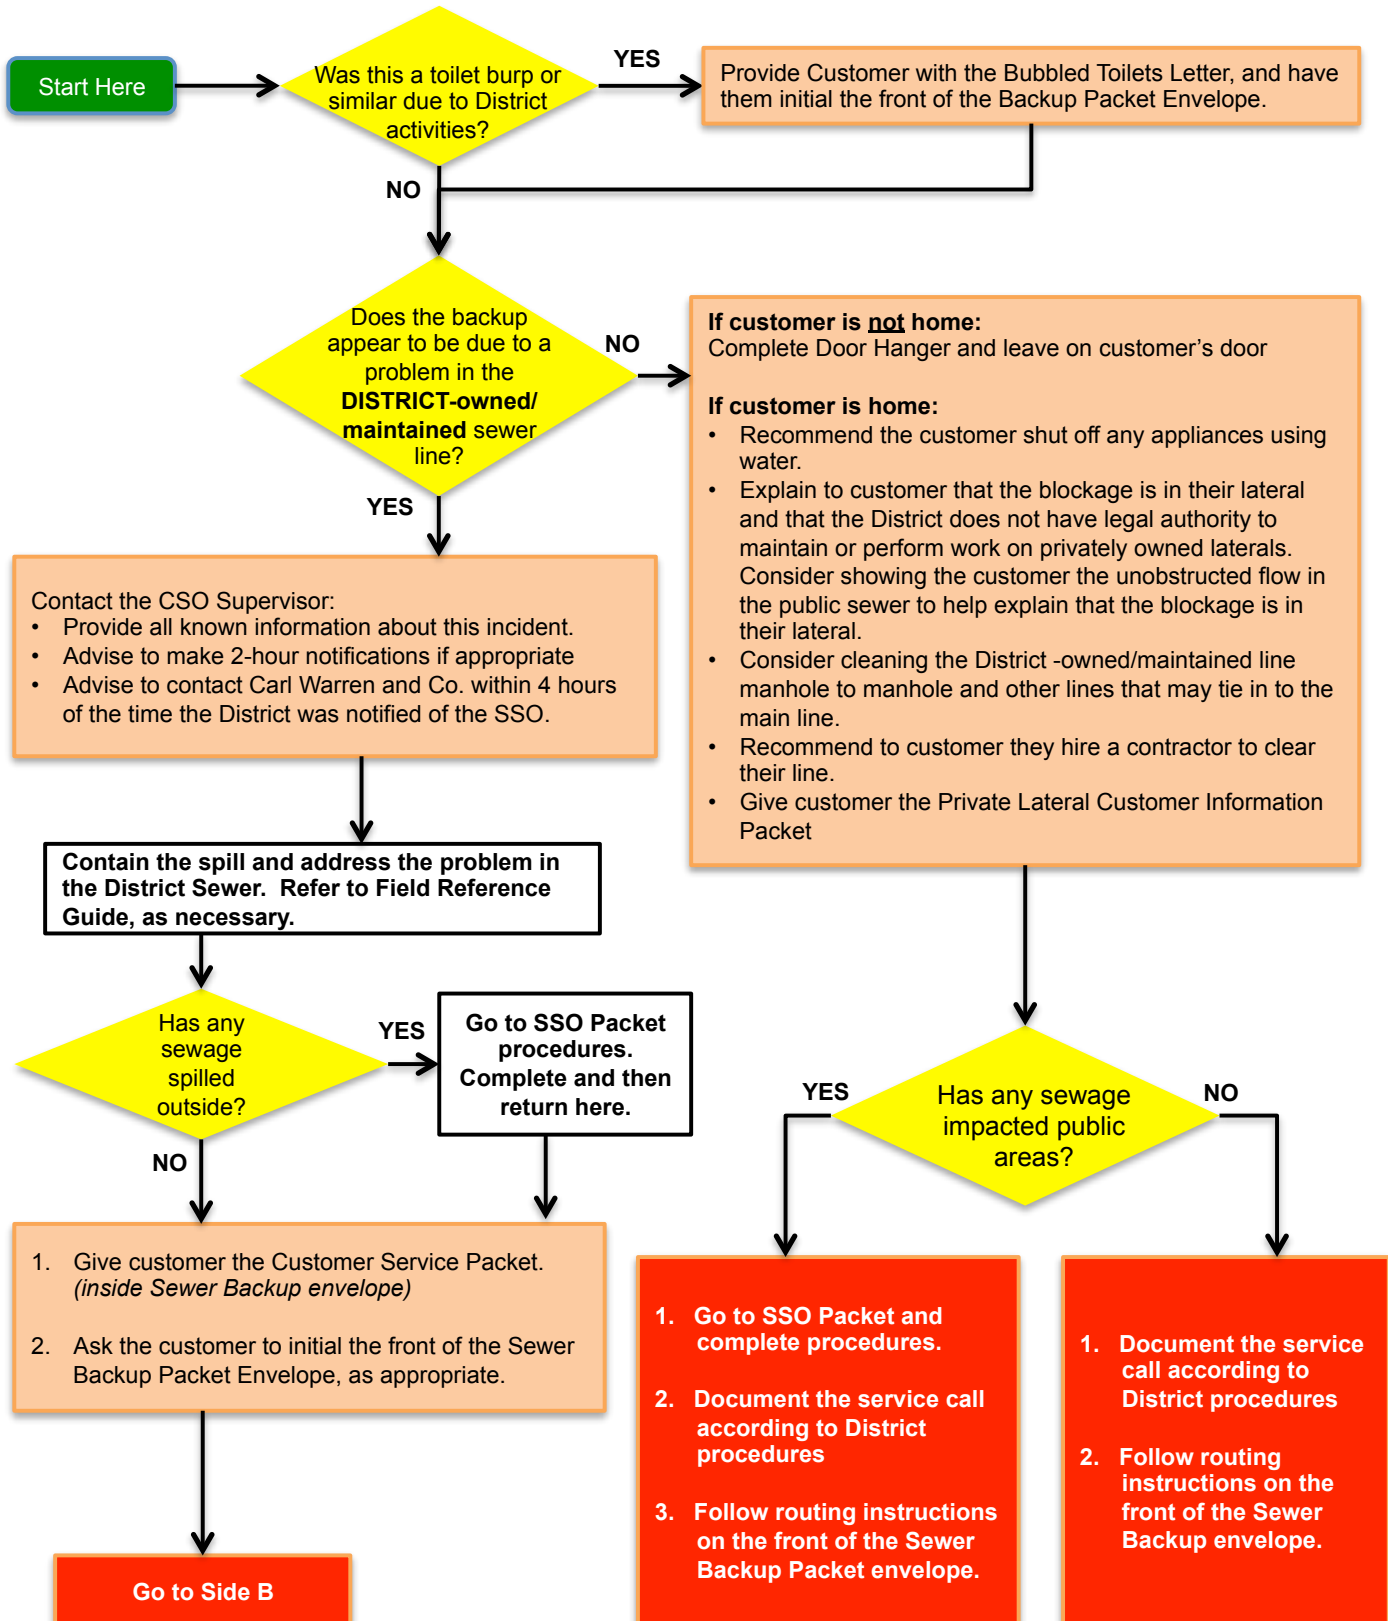 Start Here
Was this a toilet burp or
similar due to District
activities?
YES
Provide Customer with the Bubbled Toilets Letter, and have
them initial the front of the Backup Packet Envelope.
NO
Does the backup
appear to be due to a
problem in the
DISTRICT-owned/
maintained sewer
line?
NO
YES
If customer is not home:
Complete Door Hanger and leave on customer’s door
If customer is home:
• Recommend the customer shut off any appliances using
water.
• Explain to customer that the blockage is in their lateral
and that the District does not have legal authority to
maintain or perform work on privately owned laterals.
Consider showing the customer the unobstructed flow in
the public sewer to help explain that the blockage is in
their lateral.
• Consider cleaning the District -owned/maintained line
manhole to manhole and other lines that may tie in to the
main line.
• Recommend to customer they hire a contractor to clear
their line.
• Give customer the Private Lateral Customer Information
Packet
Contact the CSO Supervisor:
• Provide all known information about this incident.
• Advise to make 2-hour notifications if appropriate
• Advise to contact Carl Warren and Co. within 4 hours
of the time the District was notified of the SSO.
Contain the spill and address the problem in
the District Sewer. Refer to Field Reference
Guide, as necessary.
Has any
sewage
spilled
outside?
YES
Go to SSO Packet
procedures.
Complete and then
return here.
NO
1. Give customer the Customer Service Packet.
(inside Sewer Backup envelope)
2. Ask the customer to initial the front of the Sewer
Backup Packet Envelope, as appropriate.
Go to Side B
YES
Has any sewage
impacted public
areas?
NO
1. Go to SSO Packet and
complete procedures.
2. Document the service call
according to District
procedures
3. Follow routing instructions
on the front of the Sewer
Backup Packet envelope.
1. Document the service
call according to
District procedures
2. Follow routing
instructions on the
front of the Sewer
Backup envelope.